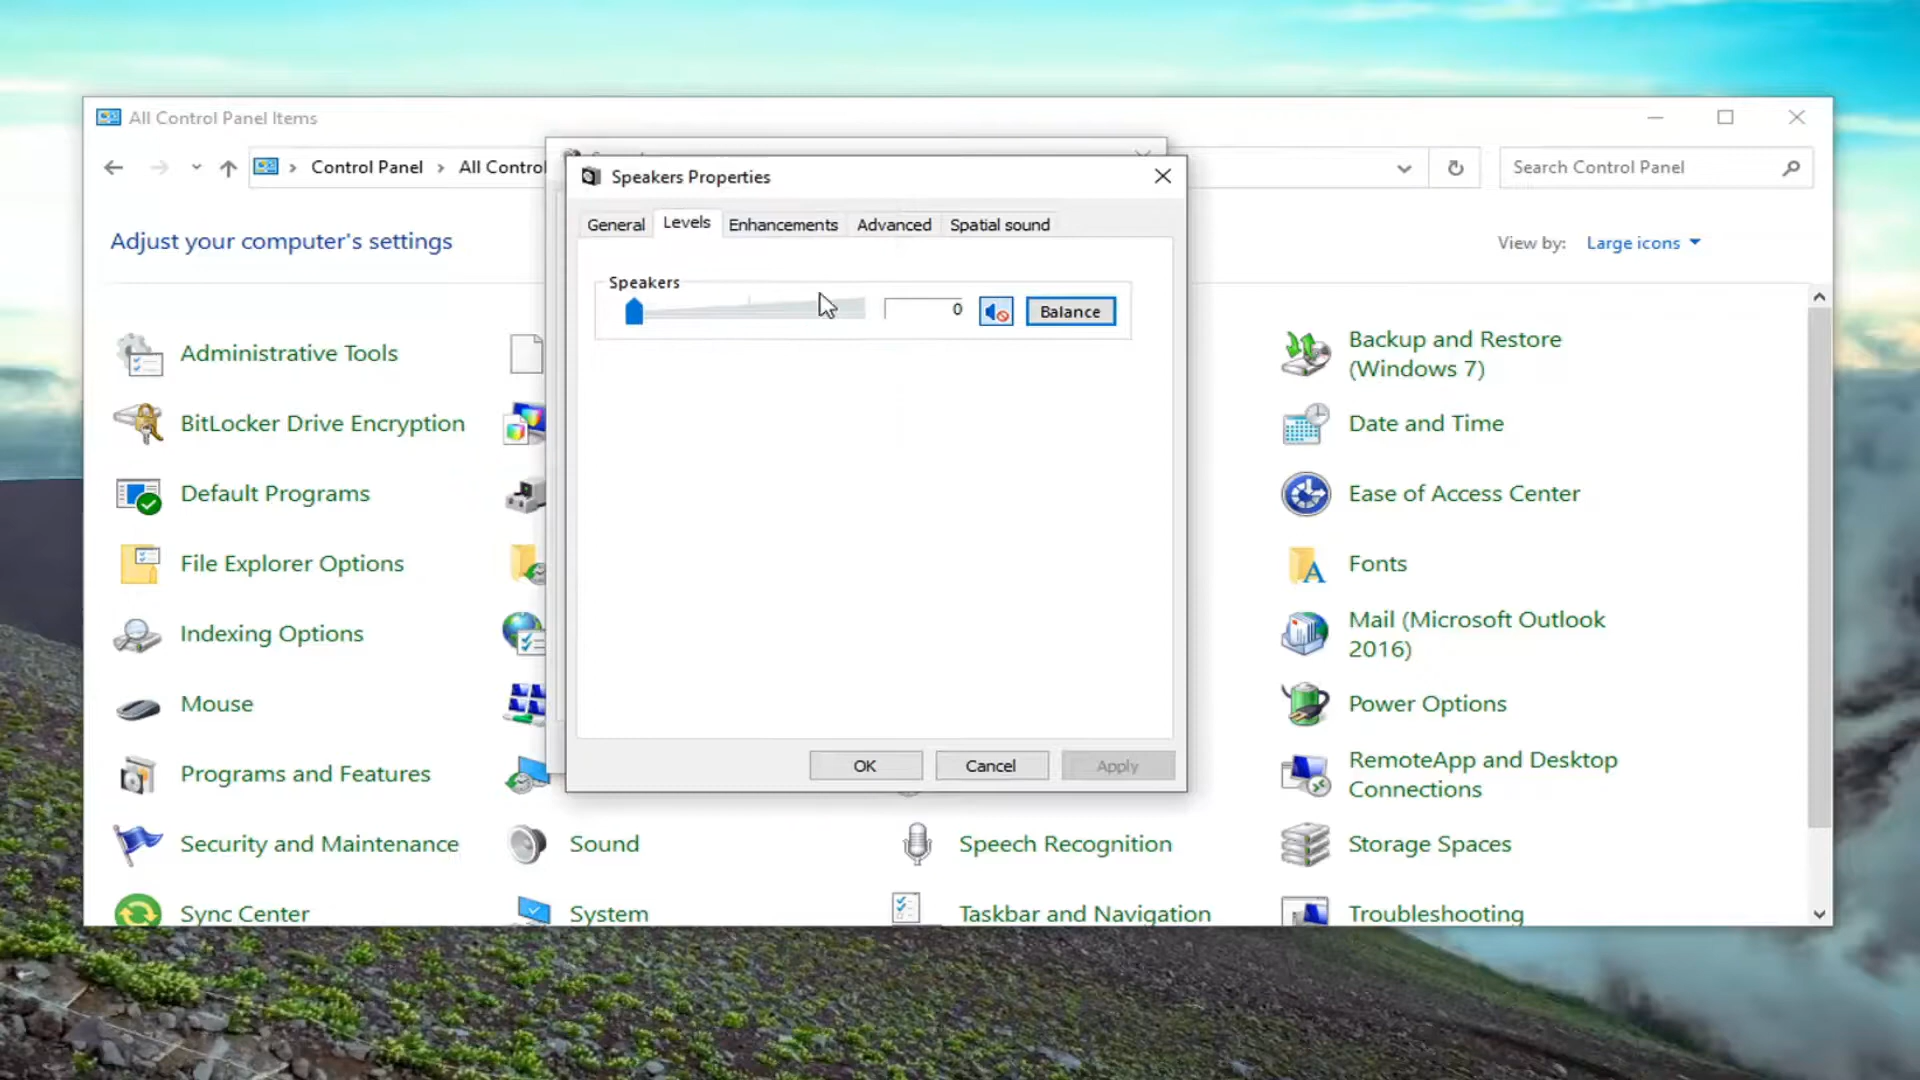 All Control Panel Items
Control Panel
All Control
Search Control Panel
Adjust your computer's settings
View by:
Large icons
Speakers Properties
General
Levels
Enhancements
Advanced
Spatial sound
Speakers
0
Balance
OK
Cancel
Apply
Administrative Tools
Backup and Restore
(Windows 7)
BitLocker Drive Encryption
Date and Time
Default Programs
Ease of Access Center
File Explorer Options
Fonts
Indexing Options
Mail (Microsoft Outlook
2016)
Mouse
Power Options
Programs and Features
RemoteApp and Desktop
Connections
Security and Maintenance
Sound
Speech Recognition
Storage Spaces
Sync Center
System
Taskbar and Navigation
Troubleshooting